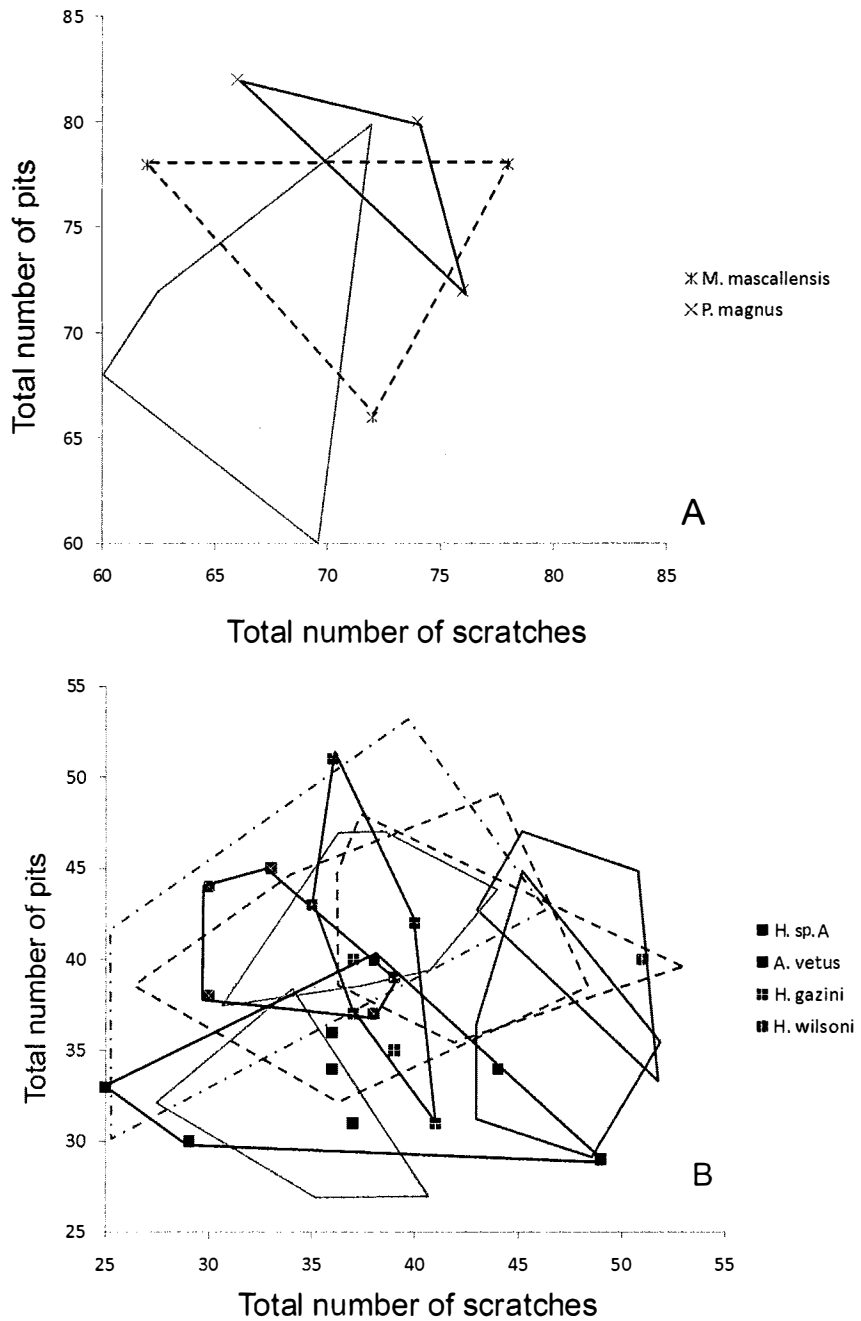 85
80
75
70
65
60
Total number of pits
60 65 70 75 80 85
Total number of scratches
M. mascallensis
P. magnus
A
55
50
45
40
35
30
25
Total number of pits
25 30 35 40 45 50 55
Total number of scratches
H. sp. A
A. vetus
H. gazini
H. wilsoni
B